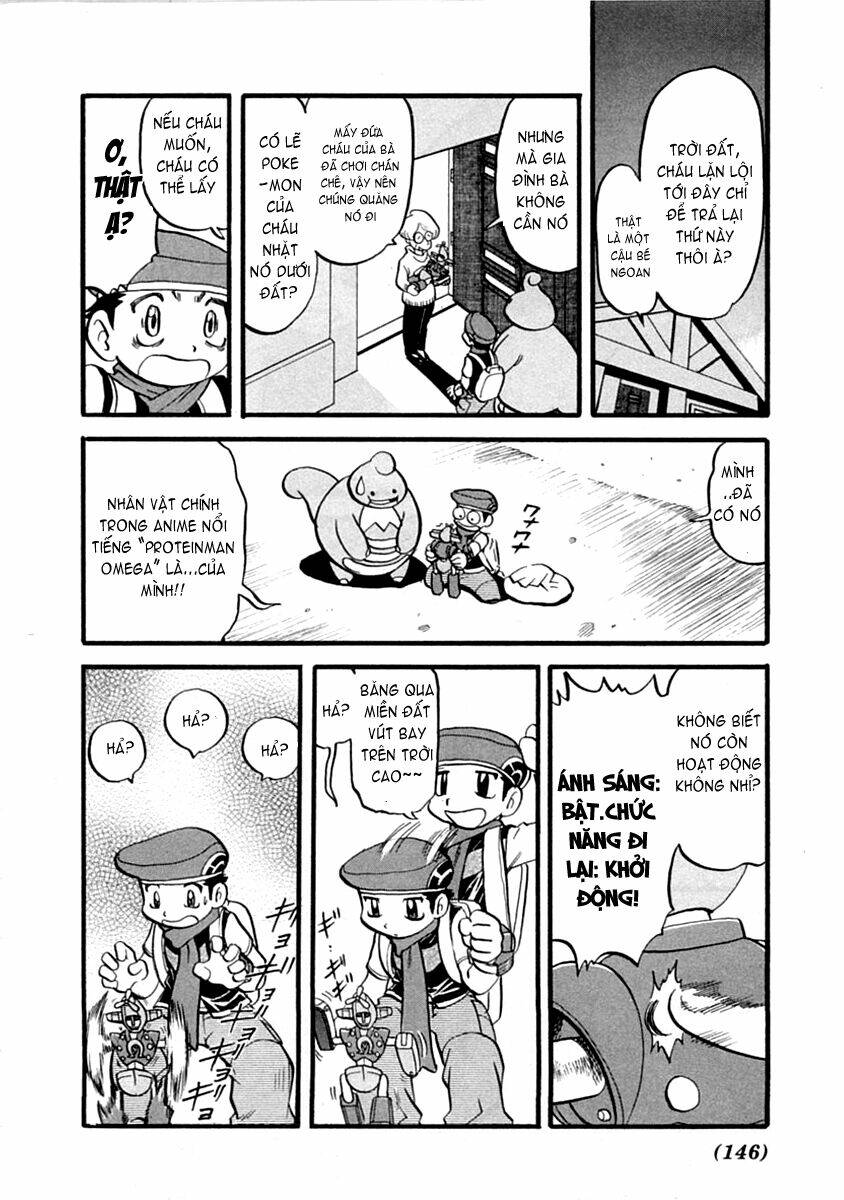 TRỜI ĐẤT,
CHÁU LẶN LỘI
TỚI ĐÂY CHỈ
ĐỂ TRẢ LẠI
THỨ NÀY
THÔI À?
THẬT
LÀ MỘT
CẬU BÉ
NGOAN
NHƯNG
MÀ GIA
ĐÌNH BÀ
KHÔNG
CẦN NÓ
MẤY ĐỨA
CHÁU CỦA BÀ
ĐÃ CHƠI CHÁN
CHÊ, VẬY NÊN
CHÚNG QUÀNG
NÓ ĐI
CÓ LẼ
POKE
-MON
CỦA
CHÁU
NHẶT
NÓ DƯỚI
ĐẤT?
NẾU CHÁU
MUỐN,
CHÁU CÓ
THỂ LẤY
Ơ,
THẬT
Ạ?
MÌNH
..ĐÃ
CÓ NÓ
ワナワナ
NHÂN VẬT CHÍNH
TRONG ANIME NỔI
TIẾNG “PROTEINMAN
OMEGA” LÀ...CỦA
MÌNH!!
KHÔNG BIẾT
NÓ CÒN
HOẠT ĐỘNG
KHÔNG NHỈ?
ÁNH SÁNG:
BẬT.CHỨC
NĂNG ĐI
LẠI: KHỞI
ĐỘNG!
BĂNG QUA
MIỀN ĐẤT
VÚT BAY
TRÊN TRỜI
CAO~~
HẢ?
HẢ?
HẢ?
HẢ?
(146)